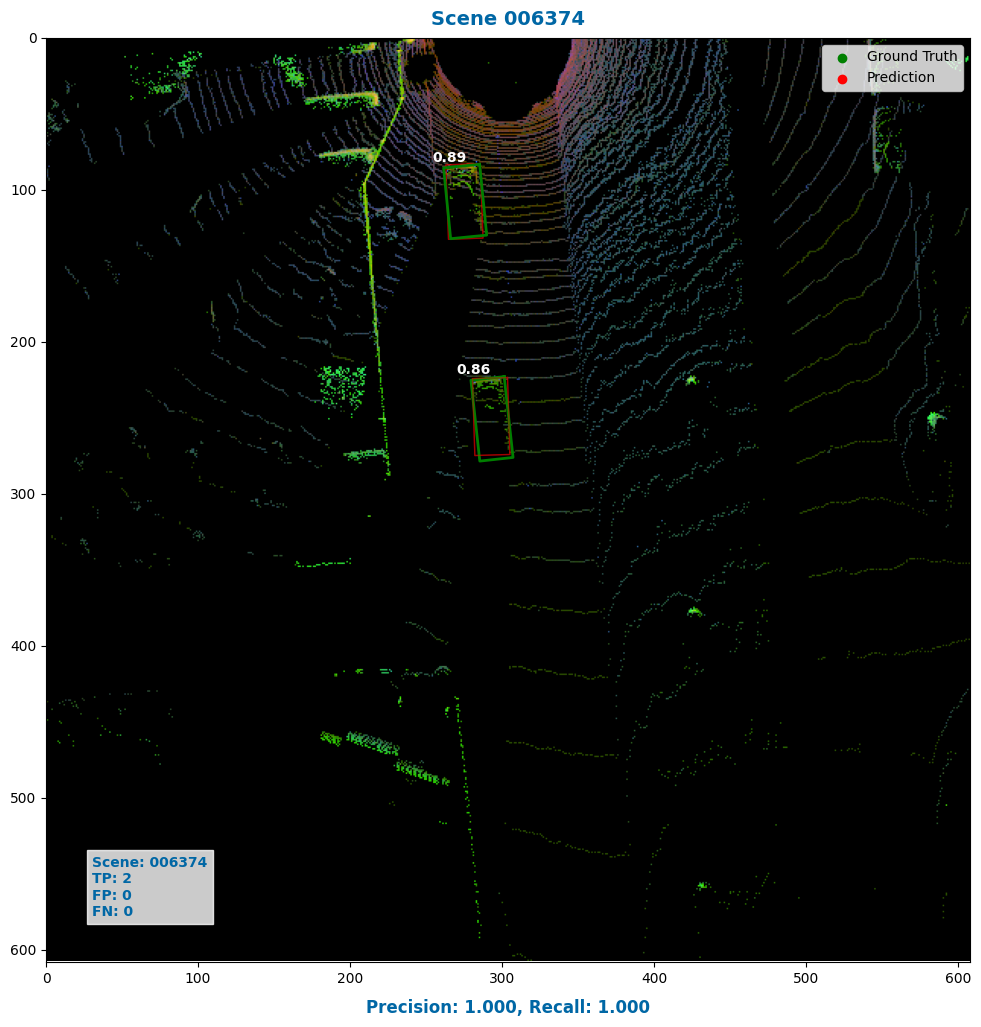 Scene 006374
Ground Truth
Prediction
0.89
0.86
Scene: 006374
TP: 2
FP: 0
FN: 0
0
100
200
300
400
500
600
0 100 200 300 400 500 600
Precision: 1.000, Recall: 1.000